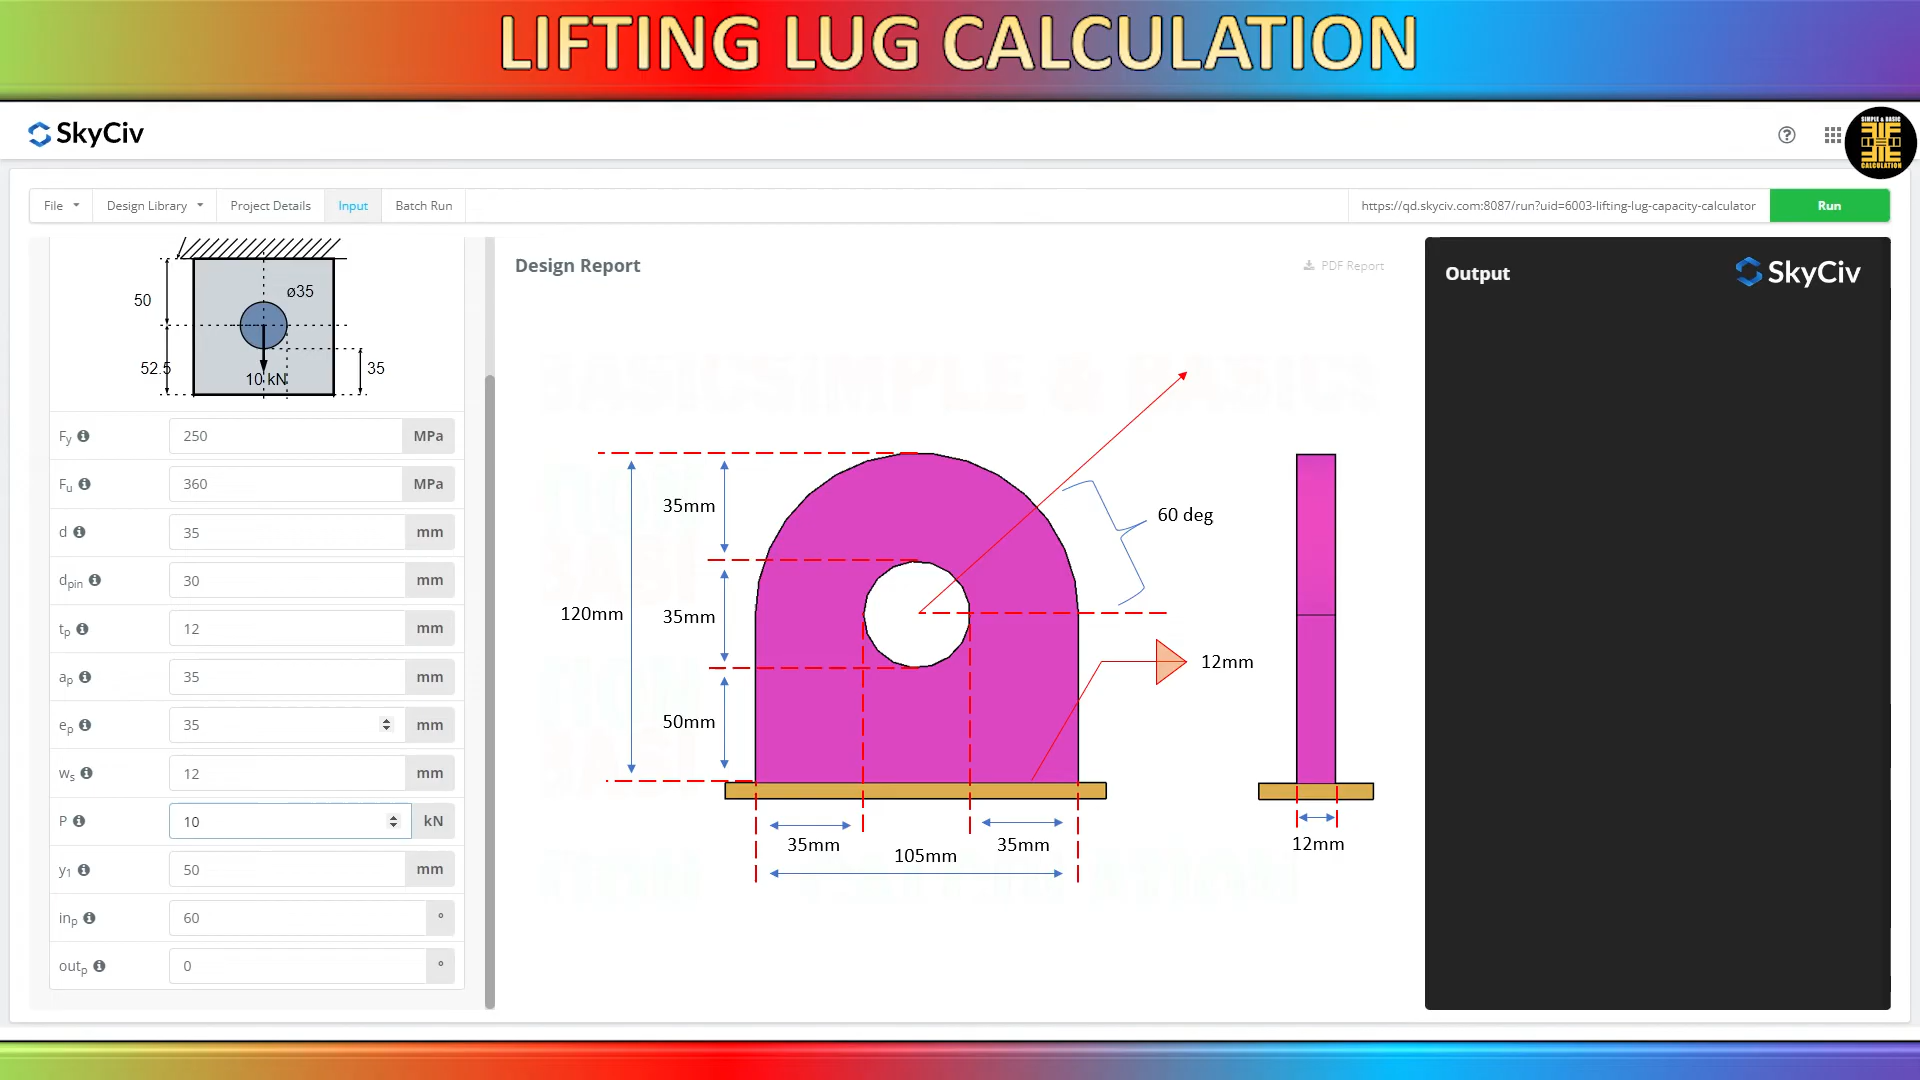 LIFTING LUG CALCULATION
SkyCiv
SIMPLE & BASIC
CALCULATION
File
Design Library
Project Details
Input
Batch Run
https://qd.skyciv.com:8087/run?uid=6003-lifting-lug-capacity-calculator
Run
50
ø35
52.5
10 kN
35
Fy 250 MPa
Fu 360 MPa
d 35 mm
dpin 30 mm
tp 12 mm
ap 35 mm
ep 35 mm
ws 12 mm
P 10 kN
y1 50 mm
inp 60 °
outp 0 °
Design Report
PDF Report
35mm
60 deg
120mm
35mm
12mm
50mm
35mm
105mm
35mm
12mm
Output
SkyCiv